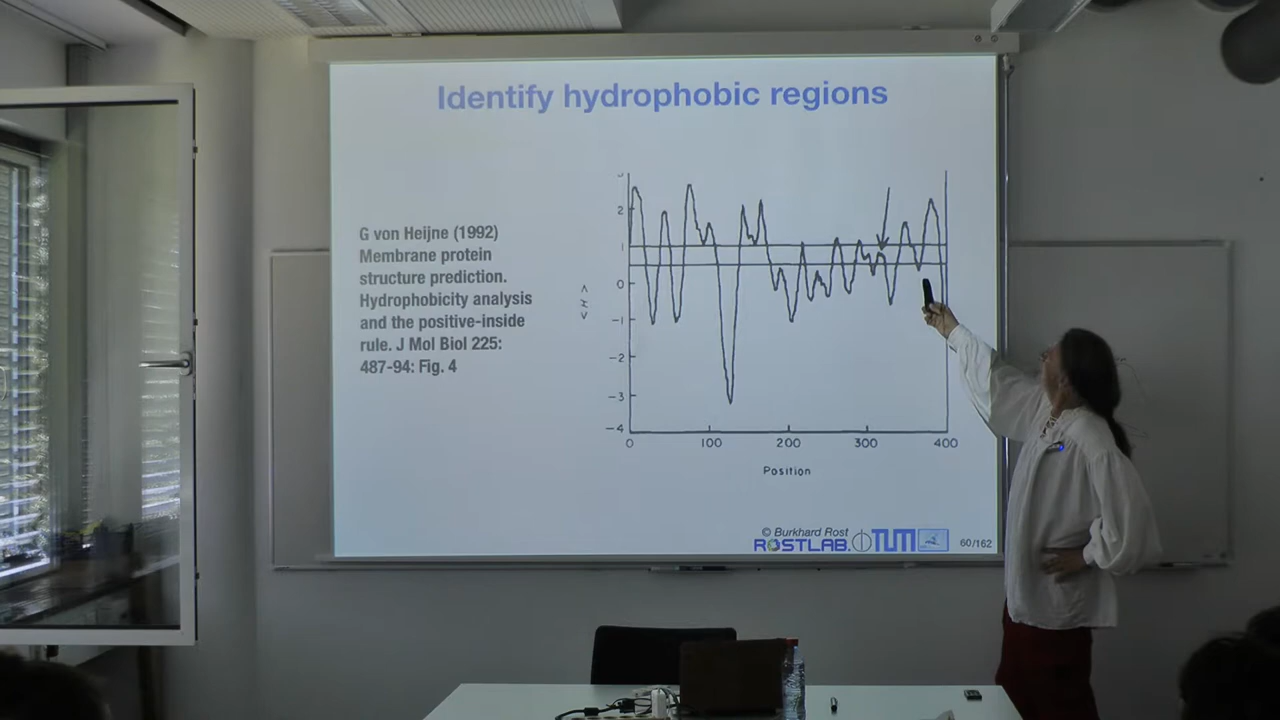 Identify hydrophobic regions
G von Heijne (1992)
Membrane protein
structure prediction.
Hydrophobicity analysis
and the positive-inside
rule. J Mol Biol 225:
487-94: Fig. 4
2
1
0
−1
−2
−3
−4
<H>
0 100 200 300 400
Position
© Burkhard Rost
ROSTLAB. TUM 60/162